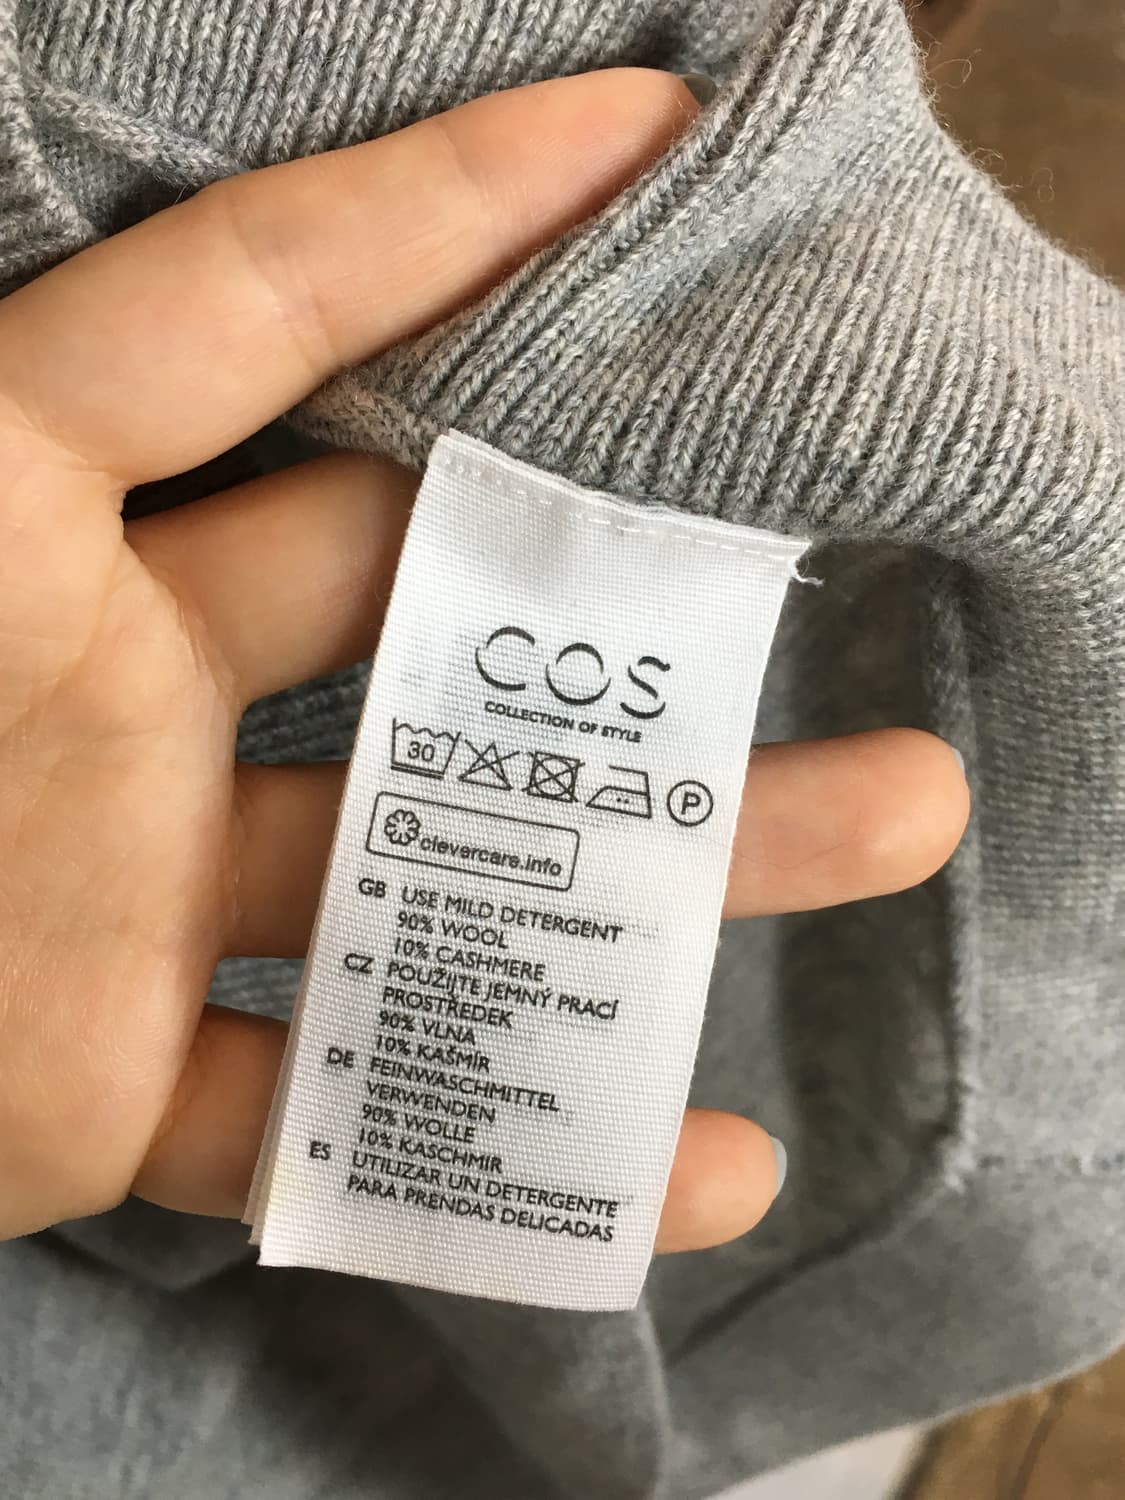 COS
COLLECTION OF STYLE
30
P
clevercare.info
GB USE MILD DETERGENT
90% WOOL
10% CASHMERE
CZ POUŽIJTE JEMNÝ PRACÍ
PROSTŘEDEK
90% VLNA
10% KAŠMÍR
DE FEINWASCHMITTEL
VERWENDEN
90% WOLLE
10% KASCHMIR
ES UTILIZAR UN DETERGENTE
PARA PRENDAS DELICADAS